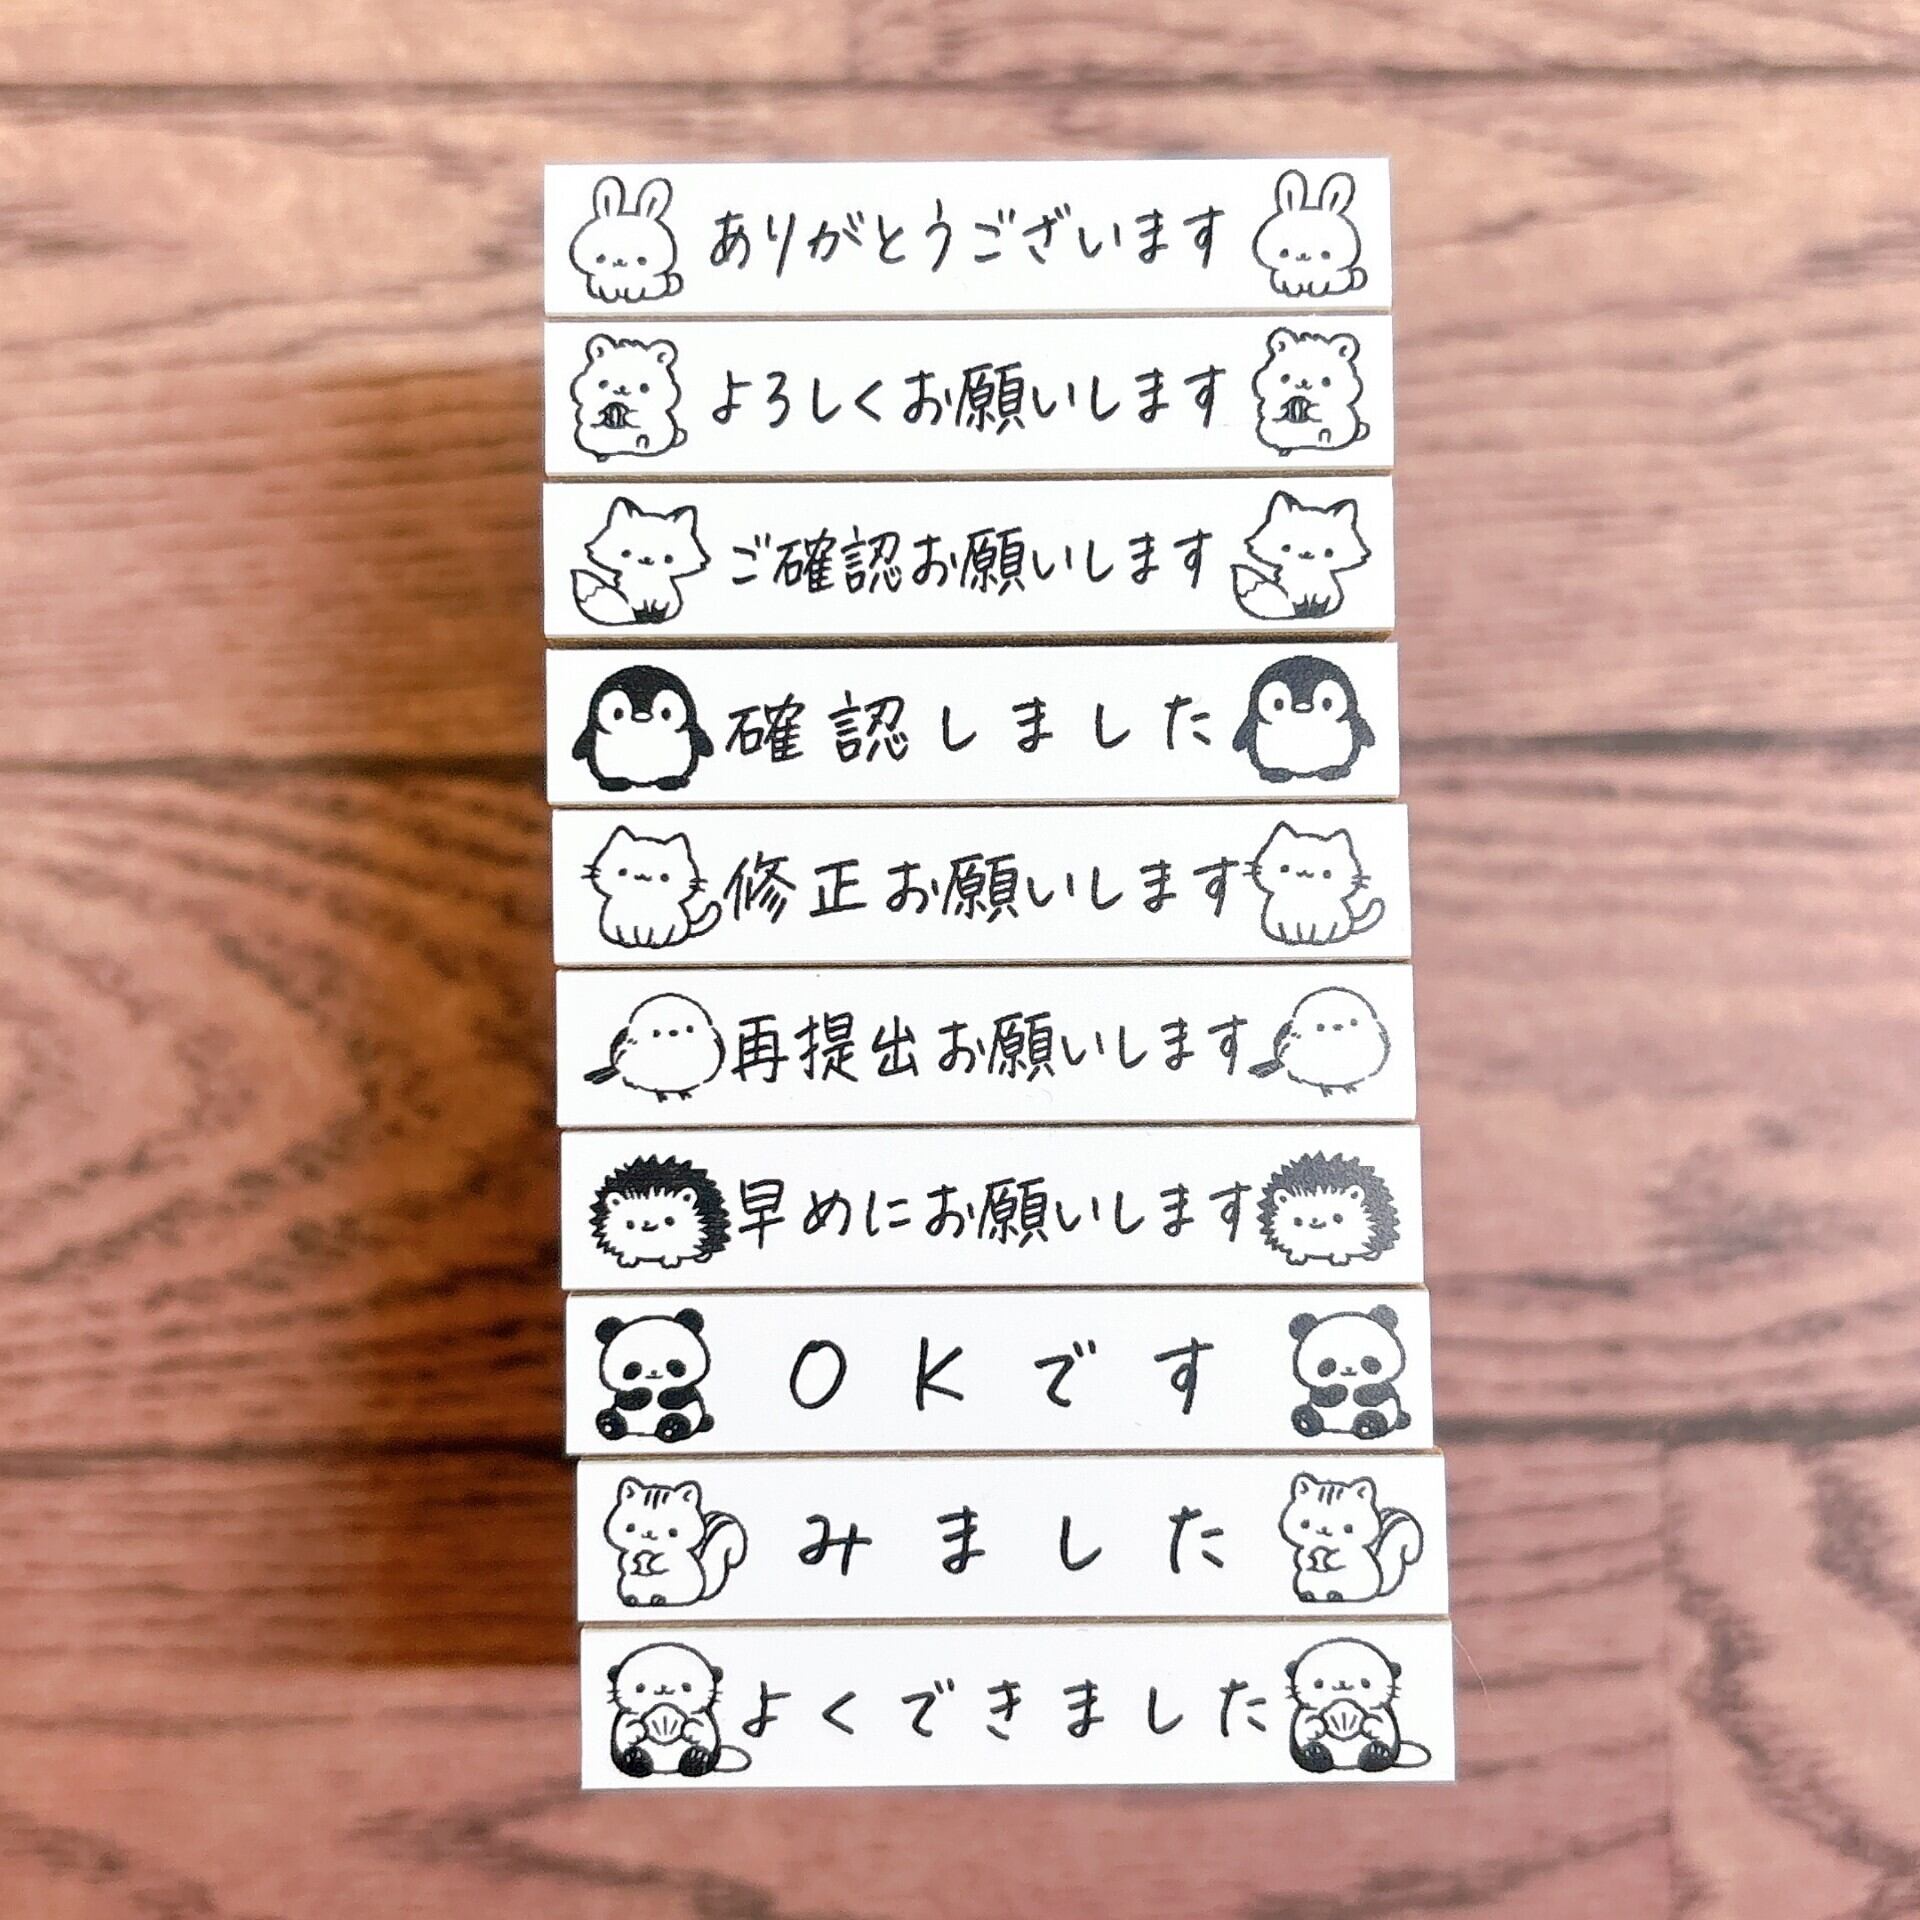 ありがとうございます
よろしくお願いします
ご確認お願いします
確認しました
修正お願いします
再提出お願いします
早めにお願いします
OKです
みました
よくできました